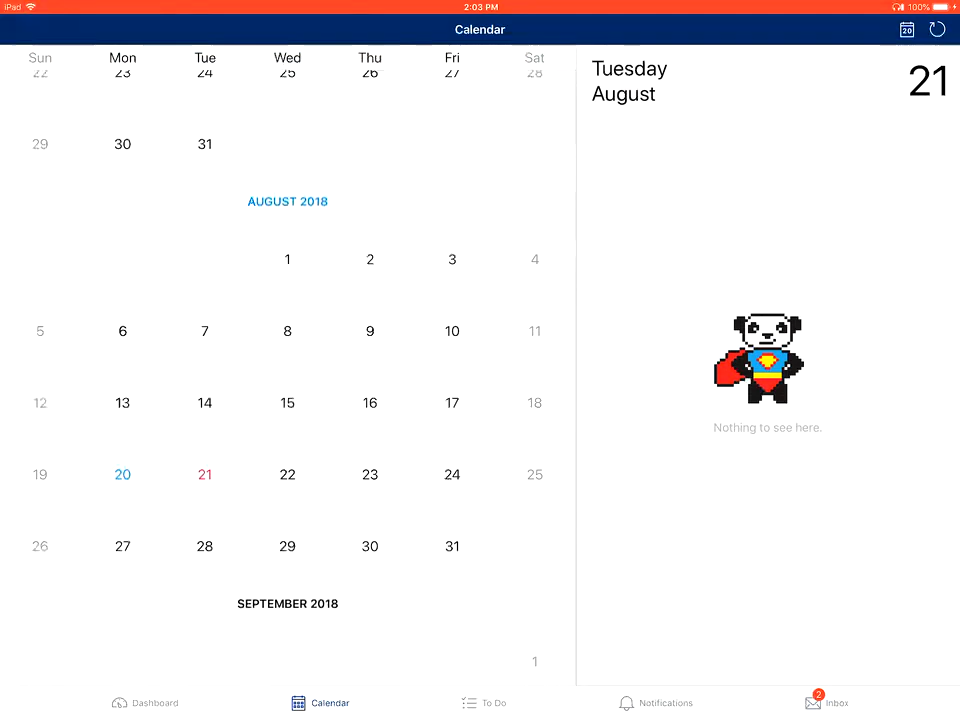 iPad 2:03 PM 100%
Calendar 20
Sun Mon Tue Wed Thu Fri Sat
22 23 24 25 26 27 28
29 30 31
AUGUST 2018
1 2 3 4
5 6 7 8 9 10 11
12 13 14 15 16 17 18
19 20 21 22 23 24 25
26 27 28 29 30 31
SEPTEMBER 2018
1
Tuesday
August
21
Nothing to see here.
Dashboard Calendar To Do Notifications 2 Inbox